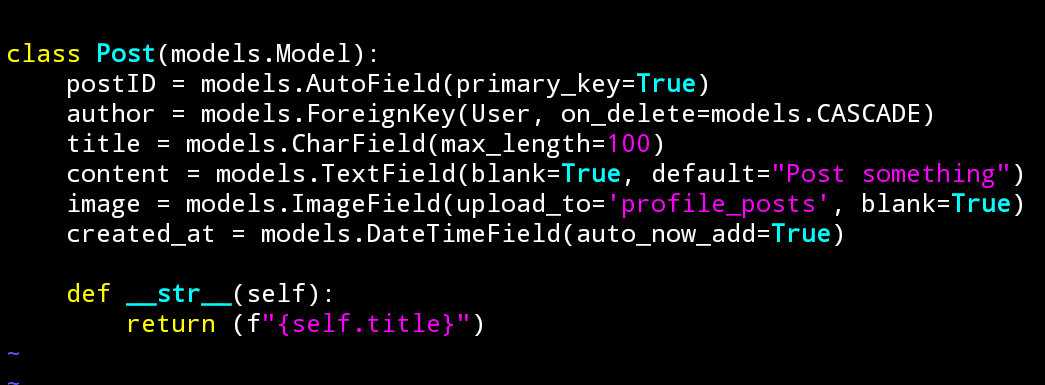 class Post(models.Model):
    postID = models.AutoField(primary_key=True)
    author = models.ForeignKey(User, on_delete=models.CASCADE)
    title = models.CharField(max_length=100)
    content = models.TextField(blank=True, default="Post something")
    image = models.ImageField(upload_to='profile_posts', blank=True)
    created_at = models.DateTimeField(auto_now_add=True)

    def __str__(self):
        return (f"{self.title}")
~
~